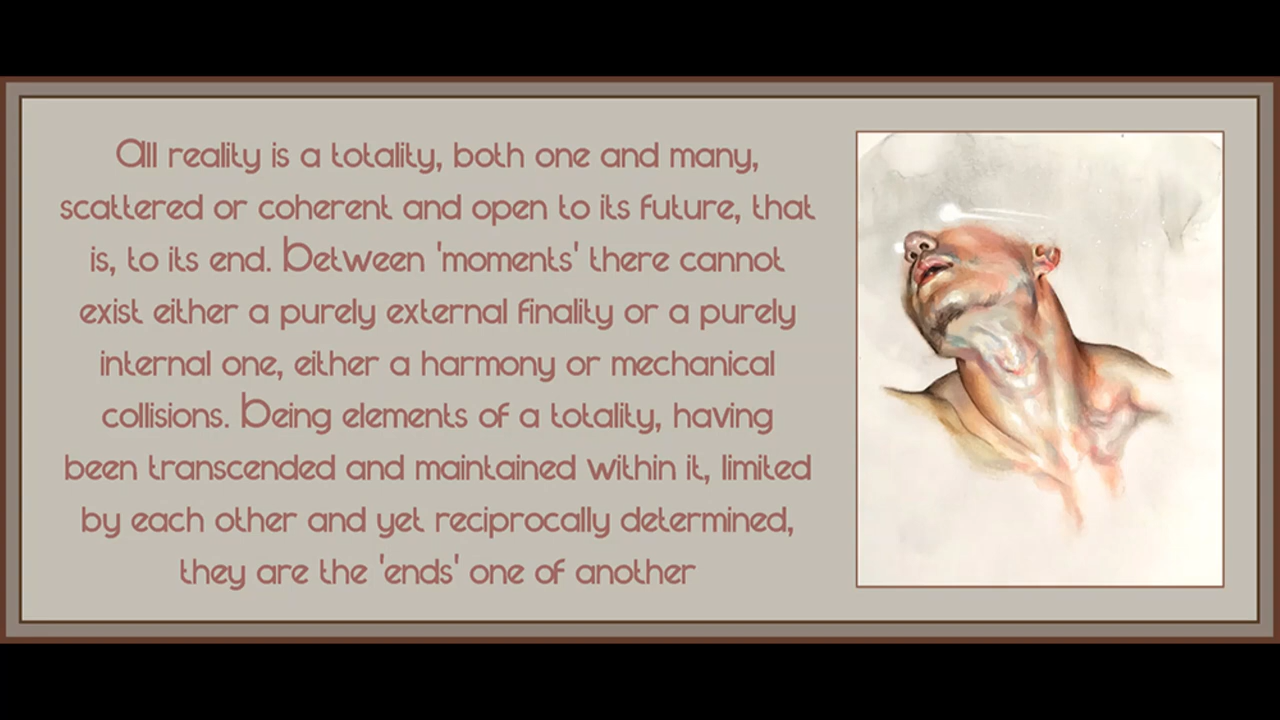 All reality is a totality, both one and many,
scattered or coherent and open to its future, that
is, to its end. Between 'moments' there cannot
exist either a purely external finality or a purely
internal one, either a harmony or mechanical
collisions. Being elements of a totality, having
been transcended and maintained within it, limited
by each other and yet reciprocally determined,
they are the 'ends' one of another